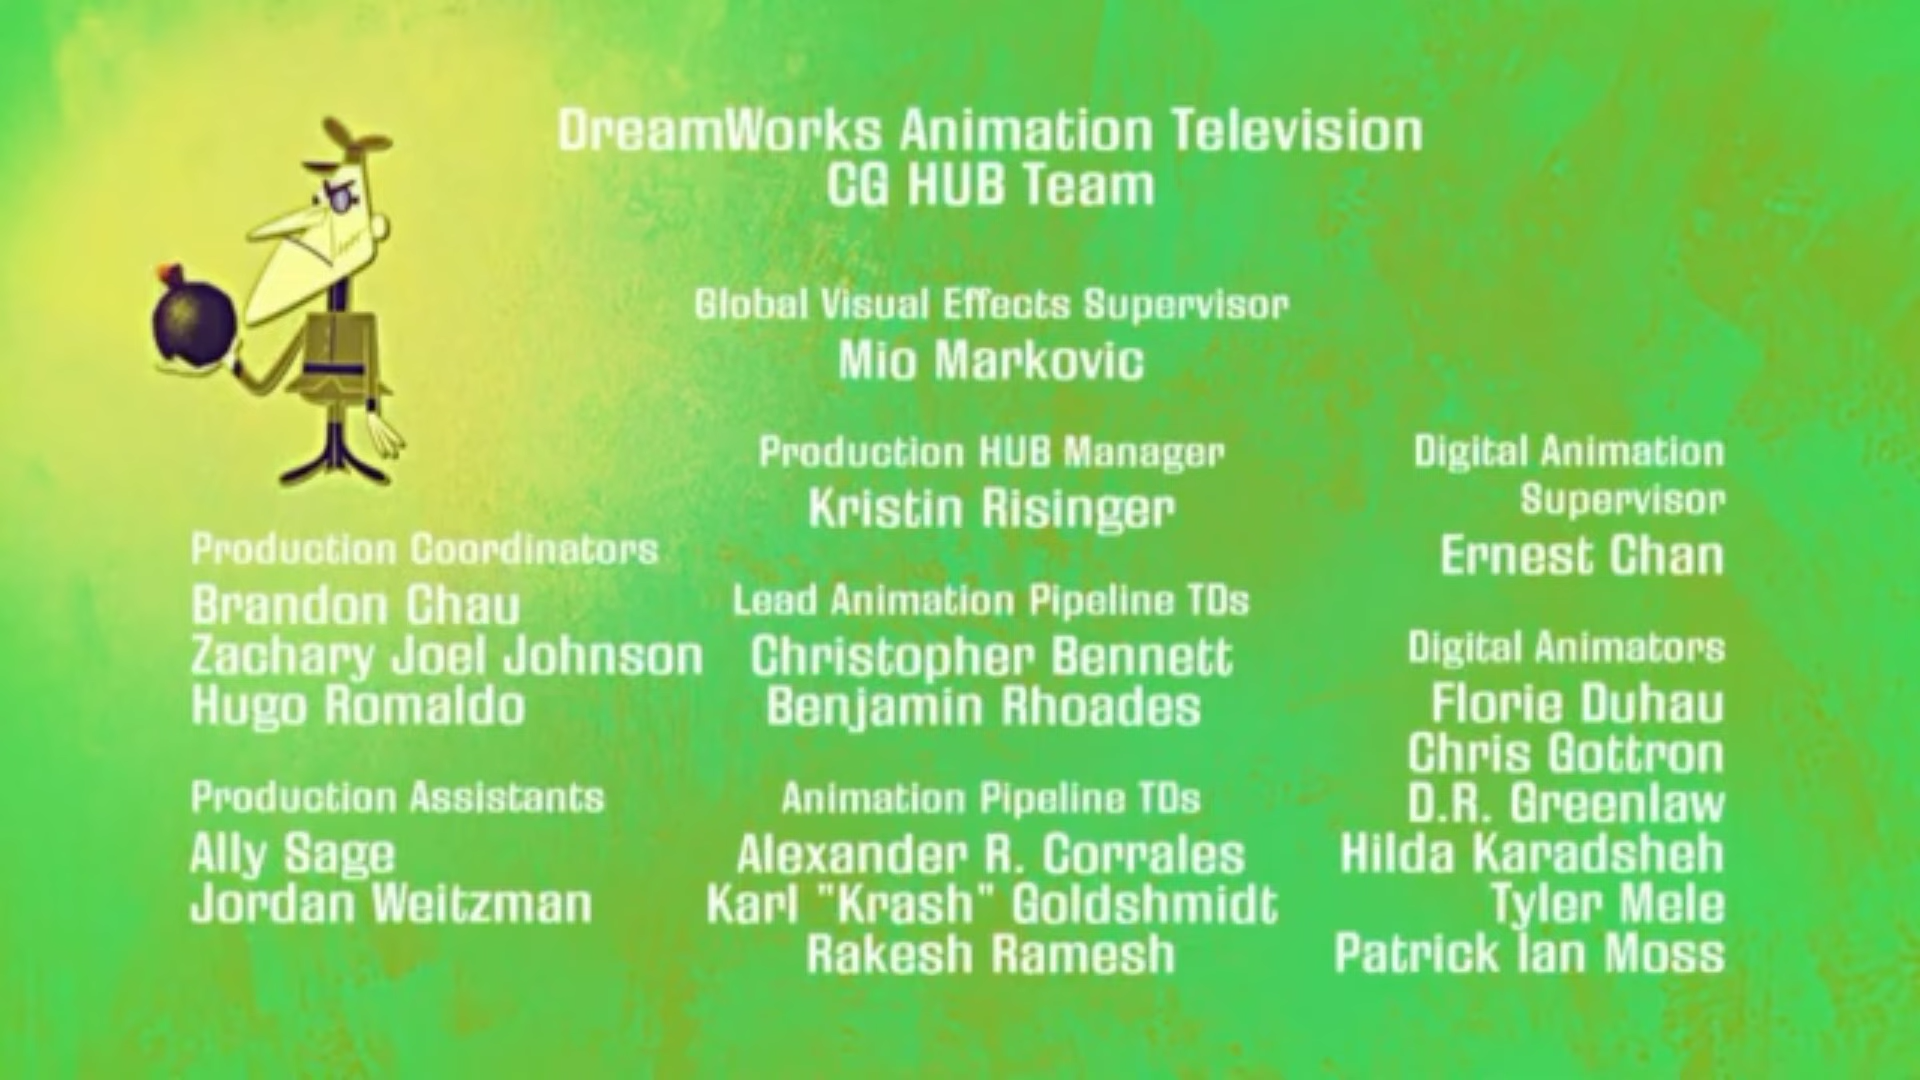 DreamWorks Animation Television
CG HUB Team
Global Visual Effects Supervisor
Mio Markovic
Production Coordinators
Brandon Chau
Zachary Joel Johnson
Hugo Romaldo
Production Assistants
Ally Sage
Jordan Weitzman
Production HUB Manager
Kristin Risinger
Lead Animation Pipeline TDs
Christopher Bennett
Benjamin Rhoades
Animation Pipeline TDs
Alexander R. Corrales
Karl "Krash" Goldshmidt
Rakesh Ramesh
Digital Animation
Supervisor
Ernest Chan
Digital Animators
Florie Duhau
Chris Gottron
D.R. Greenlaw
Hilda Karadsheh
Tyler Mele
Patrick Ian Moss